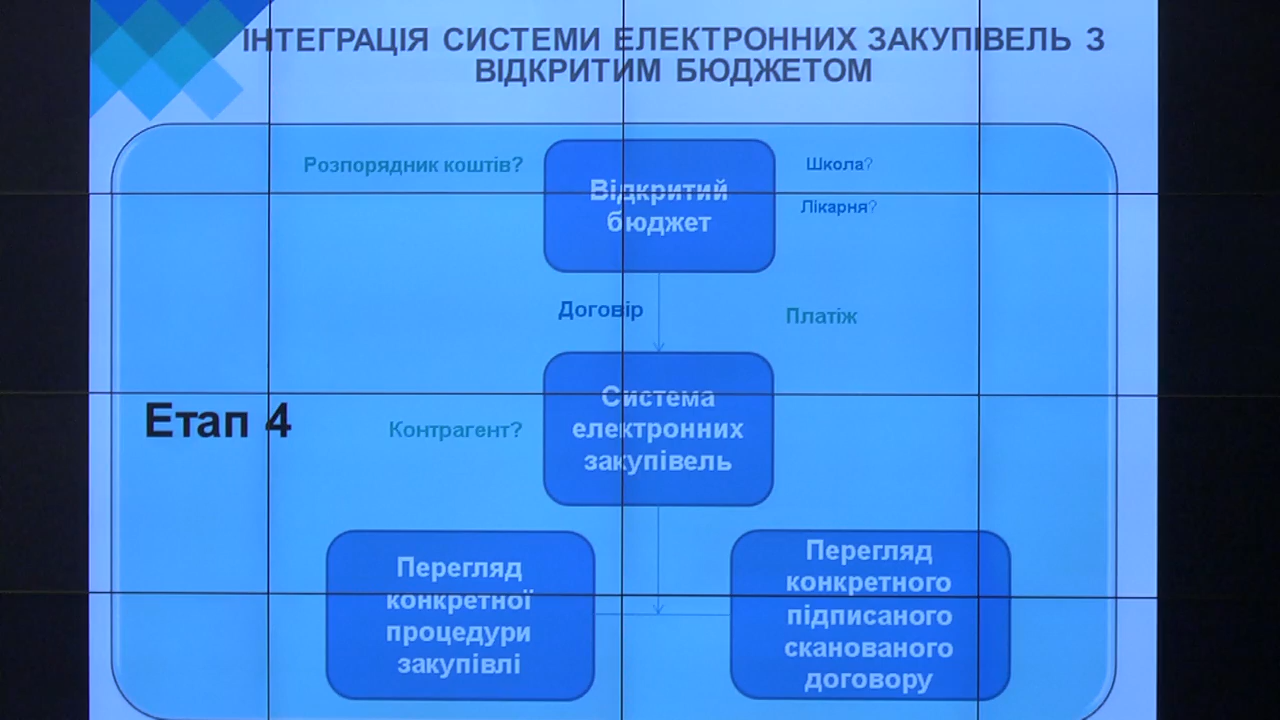 ІНТЕГРАЦІЯ СИСТЕМИ ЕЛЕКТРОННИХ ЗАКУПІВЕЛЬ З
ВІДКРИТИМ БЮДЖЕТОМ
Розпорядник коштів?
Відкритий
бюджет
Школа?
Лікарня?
Договір
Платіж
Етап 4
Контрагент?
Система
електронних
закупівель
Перегляд
конкретної
процедури
закупівлі
Перегляд
конкретного
підписаного
сканованого
договору